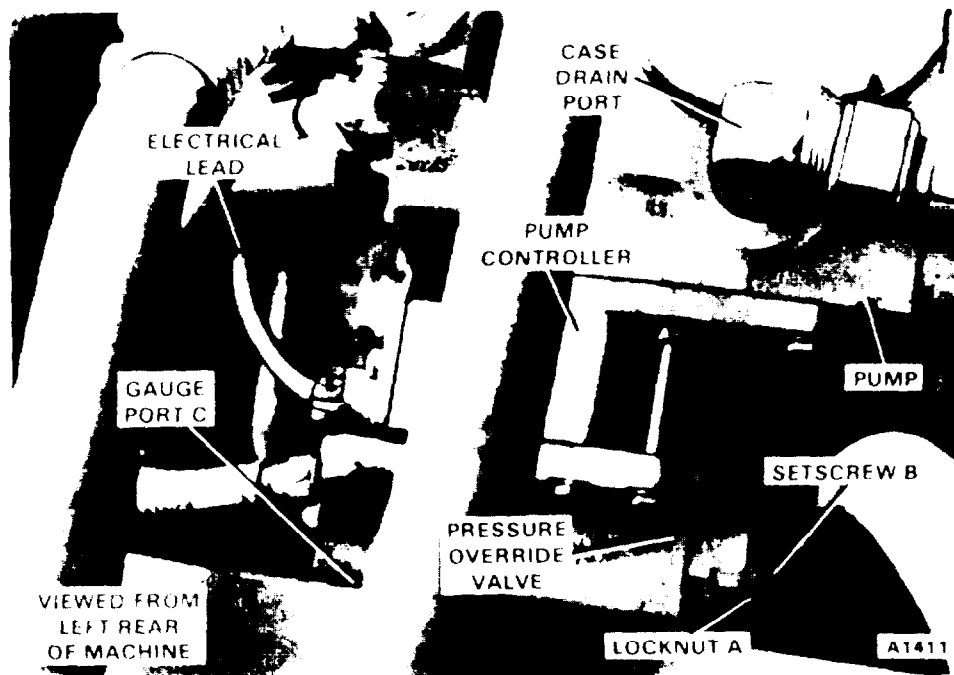 CASE
DRAIN
PORT
ELECTRICAL
LEAD
PUMP
CONTROLLER
GAUGE
PORT C
PUMP
SETSCREW B
PRESSURE
OVERRIDE
VALVE
VIEWED FROM
LEFT REAR
OF MACHINE
LOCKNUT A
A1411